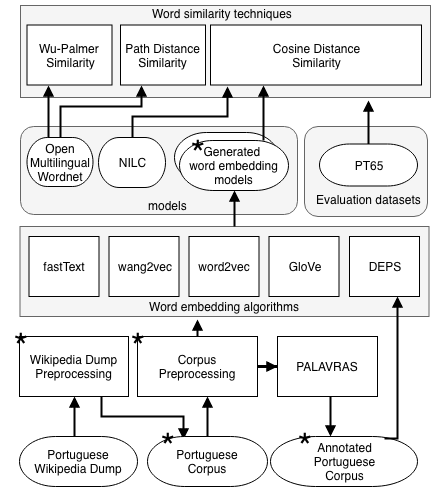 Word similarity techniques
Wu-Palmer
Similarity
Path Distance
Similarity
Cosine Distance
Similarity
Open
Multilingual
Wordnet
NILC
* Generated
word embedding
models
models
PT65
Evaluation datasets
fastText
wang2vec
word2vec
GloVe
DEPS
Word embedding algorithms
* Wikipedia Dump
Preprocessing
* Corpus
Preprocessing
PALAVRAS
Portuguese
Wikipedia Dump
* Portuguese
Corpus
* Annotated
Portuguese
Corpus